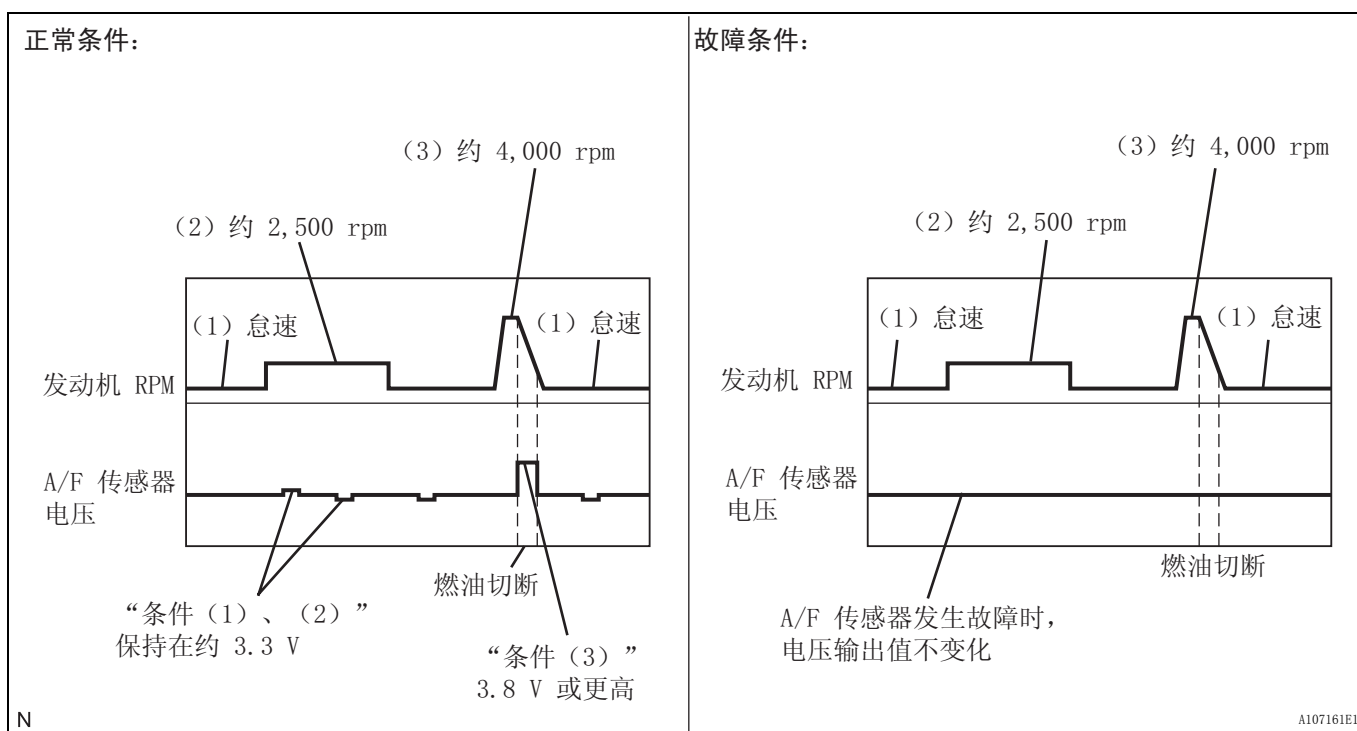 正常条件：
（3）约 4,000 rpm
（2）约 2,500 rpm
（1）怠速
（1）怠速
发动机 RPM
A/F 传感器
电压
燃油切断
“条件（1）、（2）”
保持在约 3.3 V
“条件（3）”
3.8 V 或更高
N
故障条件：
（3）约 4,000 rpm
（2）约 2,500 rpm
（1）怠速
（1）怠速
发动机 RPM
A/F 传感器
电压
燃油切断
A/F 传感器发生故障时，
电压输出值不变化
A107161E1